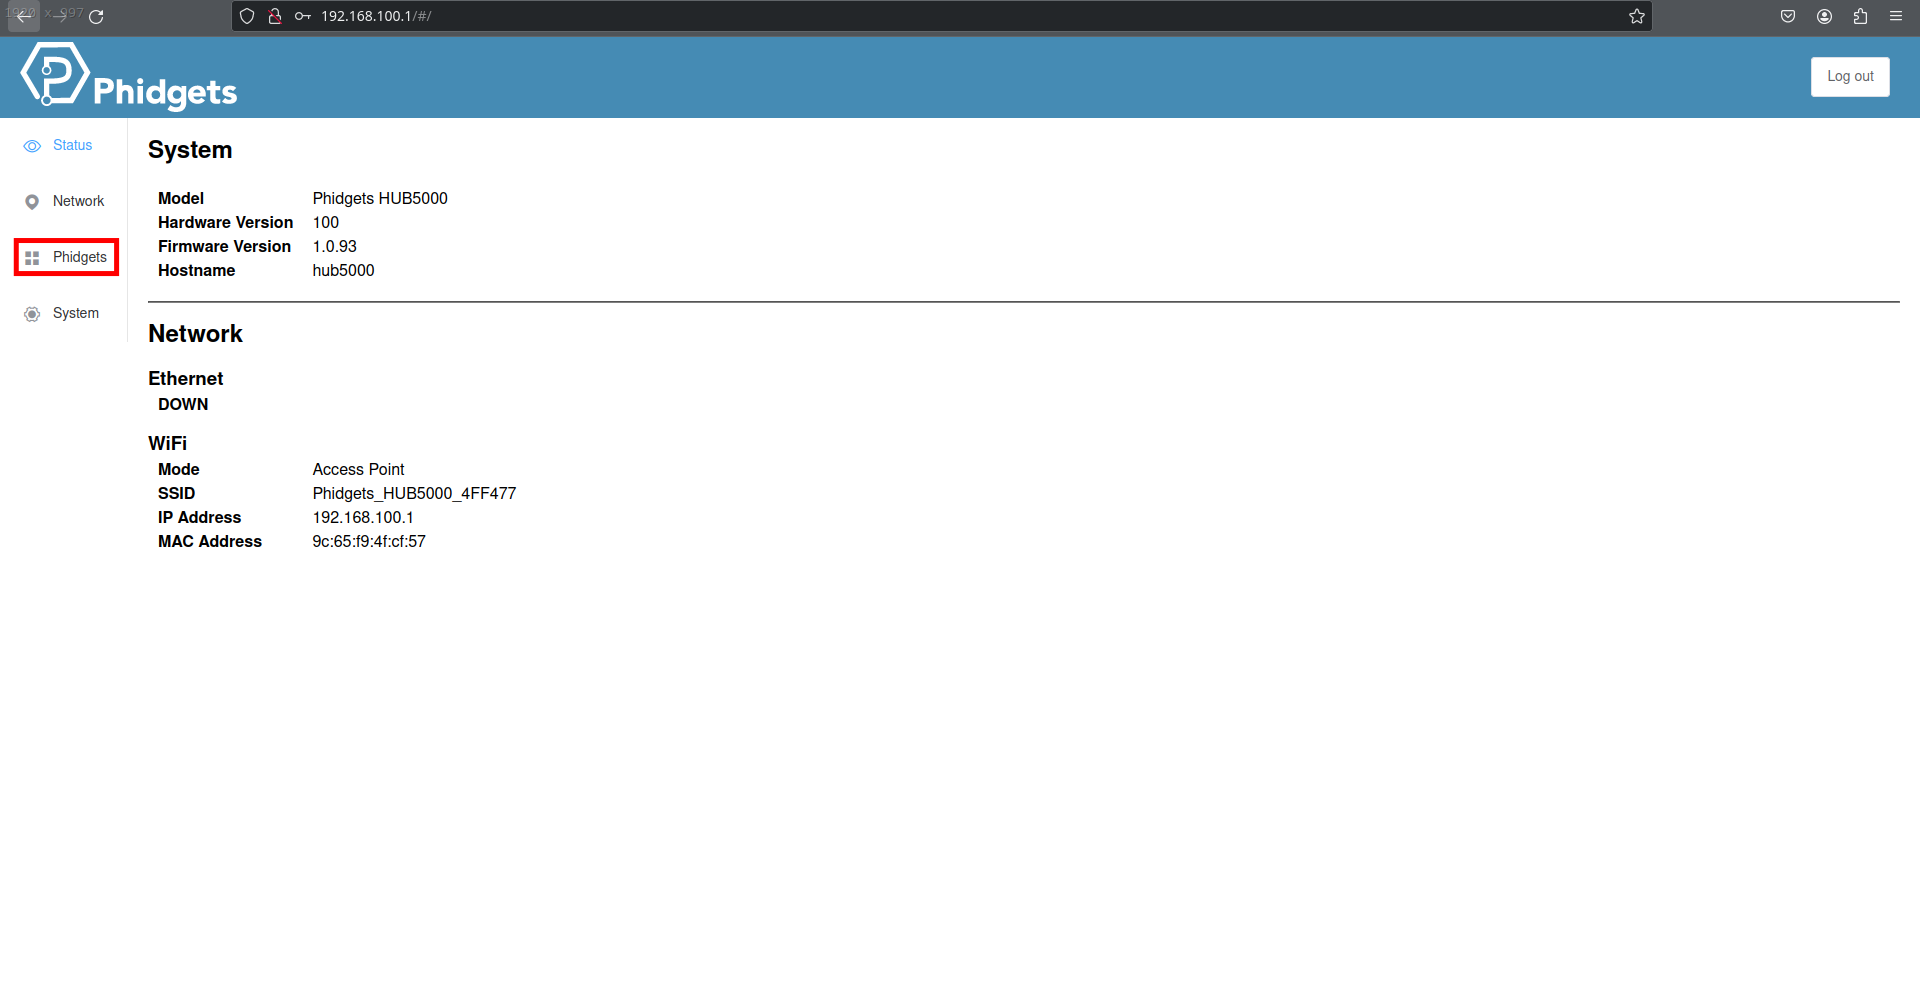 1920 x 997
192.168.100.1/#/
Phidgets
Log out
Status
Network
Phidgets
System
System
Model Phidgets HUB5000
Hardware Version 100
Firmware Version 1.0.93
Hostname hub5000
Network
Ethernet
DOWN
WiFi
Mode Access Point
SSID Phidgets_HUB5000_4FF477
IP Address 192.168.100.1
MAC Address 9c:65:f9:4f:cf:57